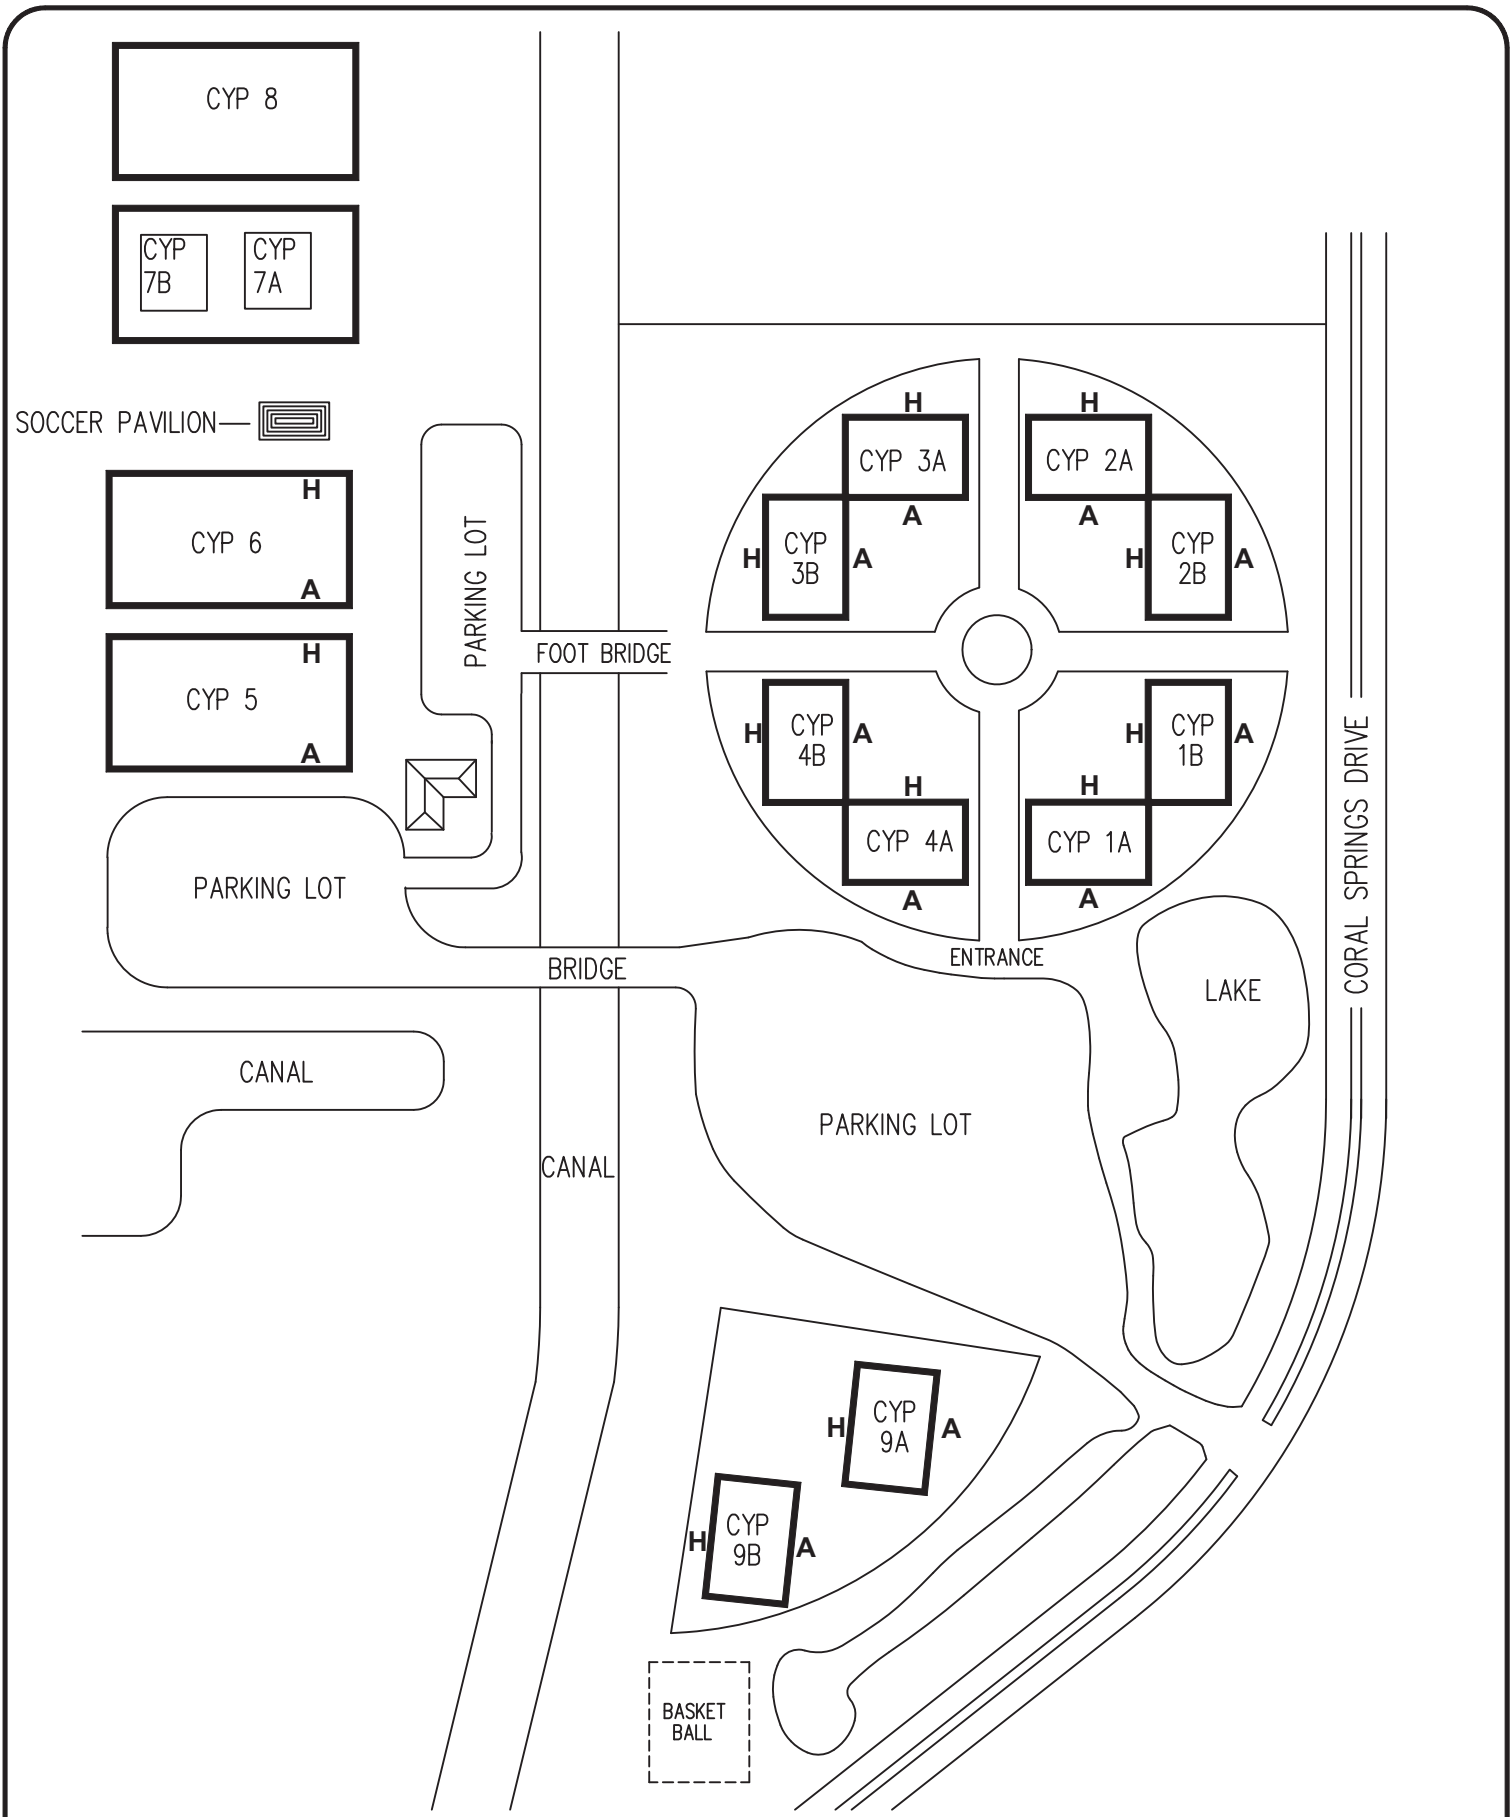 CYP 8
CYP
7B
CYP
7A
SOCCER PAVILION
H
CYP 6
A
H
CYP 5
A
PARKING LOT
FOOT BRIDGE
H
CYP 3A
A
H
CYP
3B
A
H
CYP 2A
A
H
CYP
2B
A
H
CYP
4B
A
H
CYP 4A
A
H
CYP
1B
A
H
CYP 1A
A
CORAL SPRINGS DRIVE
PARKING LOT
BRIDGE
ENTRANCE
LAKE
CANAL
PARKING LOT
CANAL
H
CYP
9A
A
H
CYP
9B
A
BASKET
BALL